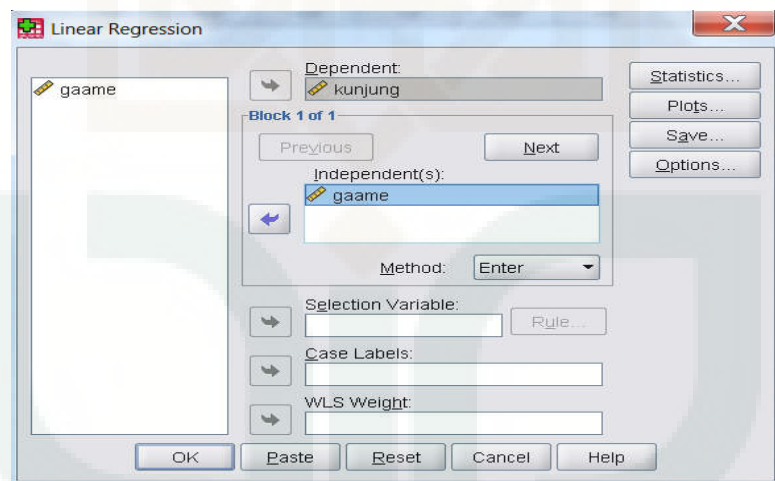 Linear Regression
gaame
Dependent:
kunjung
Block 1 of 1
Previous
Next
Independent(s):
gaame
Method:
Enter
Selection Variable:
Rule...
Case Labels:
WLS Weight:
Statistics...
Plots...
Save...
Options...
OK
Paste
Reset
Cancel
Help